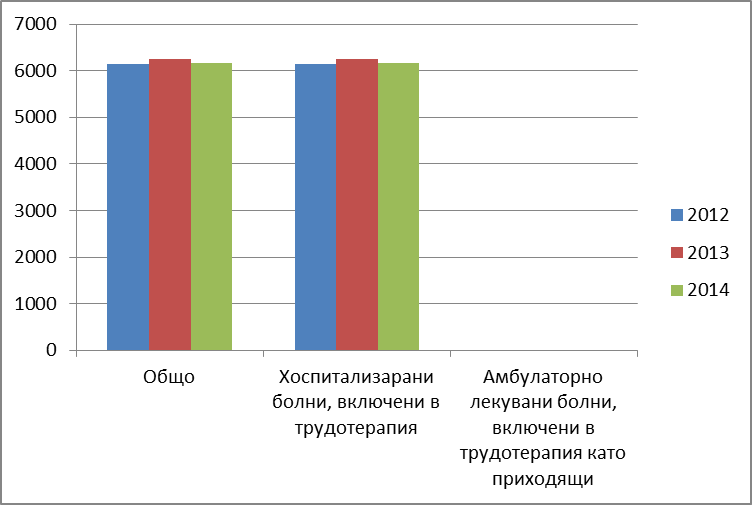 7000
6000
5000
4000
3000
2000
1000
0
Общо
Хоспитализарани
болни, включени в
трудотерапия
Амбулаторно
лекувани болни,
включени в
трудотерапия като
приходящи
2012
2013
2014